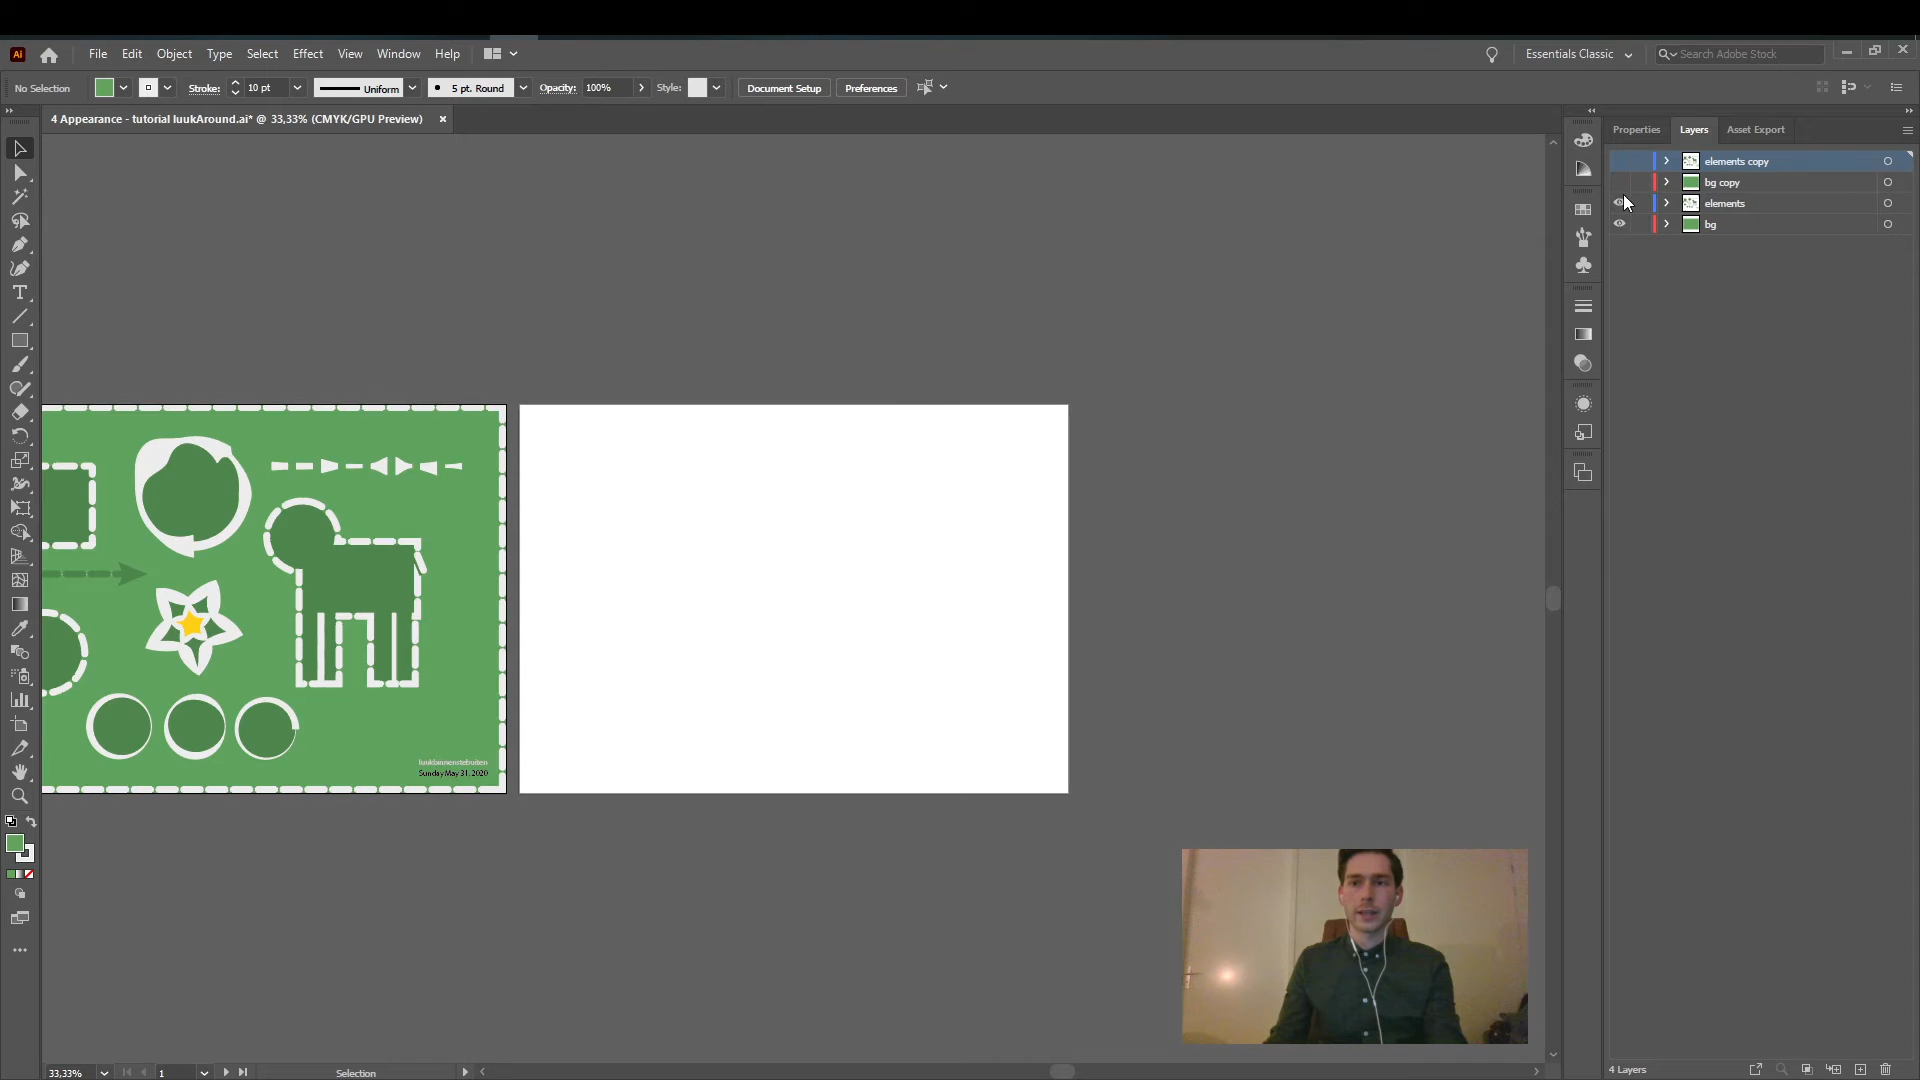 Ai File Edit Object Type Select Effect View Window Help Essentials Classic Search Adobe Stock
No Selection Stroke: 10 pt Uniform 5 pt. Round Opacity: 100% Style: Document Setup Preferences
4 Appearance - tutorial luukAround.ai* @ 33,33% (CMYK/GPU Preview) ×
Properties Layers Asset Export
elements copy
bg copy
elements
bg
luukbinnenstebuiten
Sunday May 31, 2020
33,33% 1 Selection
4 Layers